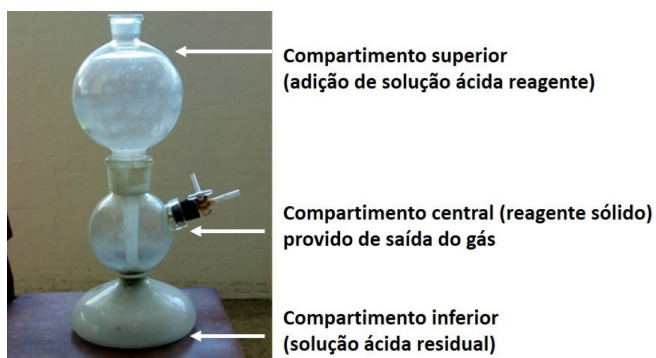 Compartimento superior
(adição de solução ácida reagente)
Compartimento central (reagente sólido)
provido de saída do gás
Compartimento inferior
(solução ácida residual)